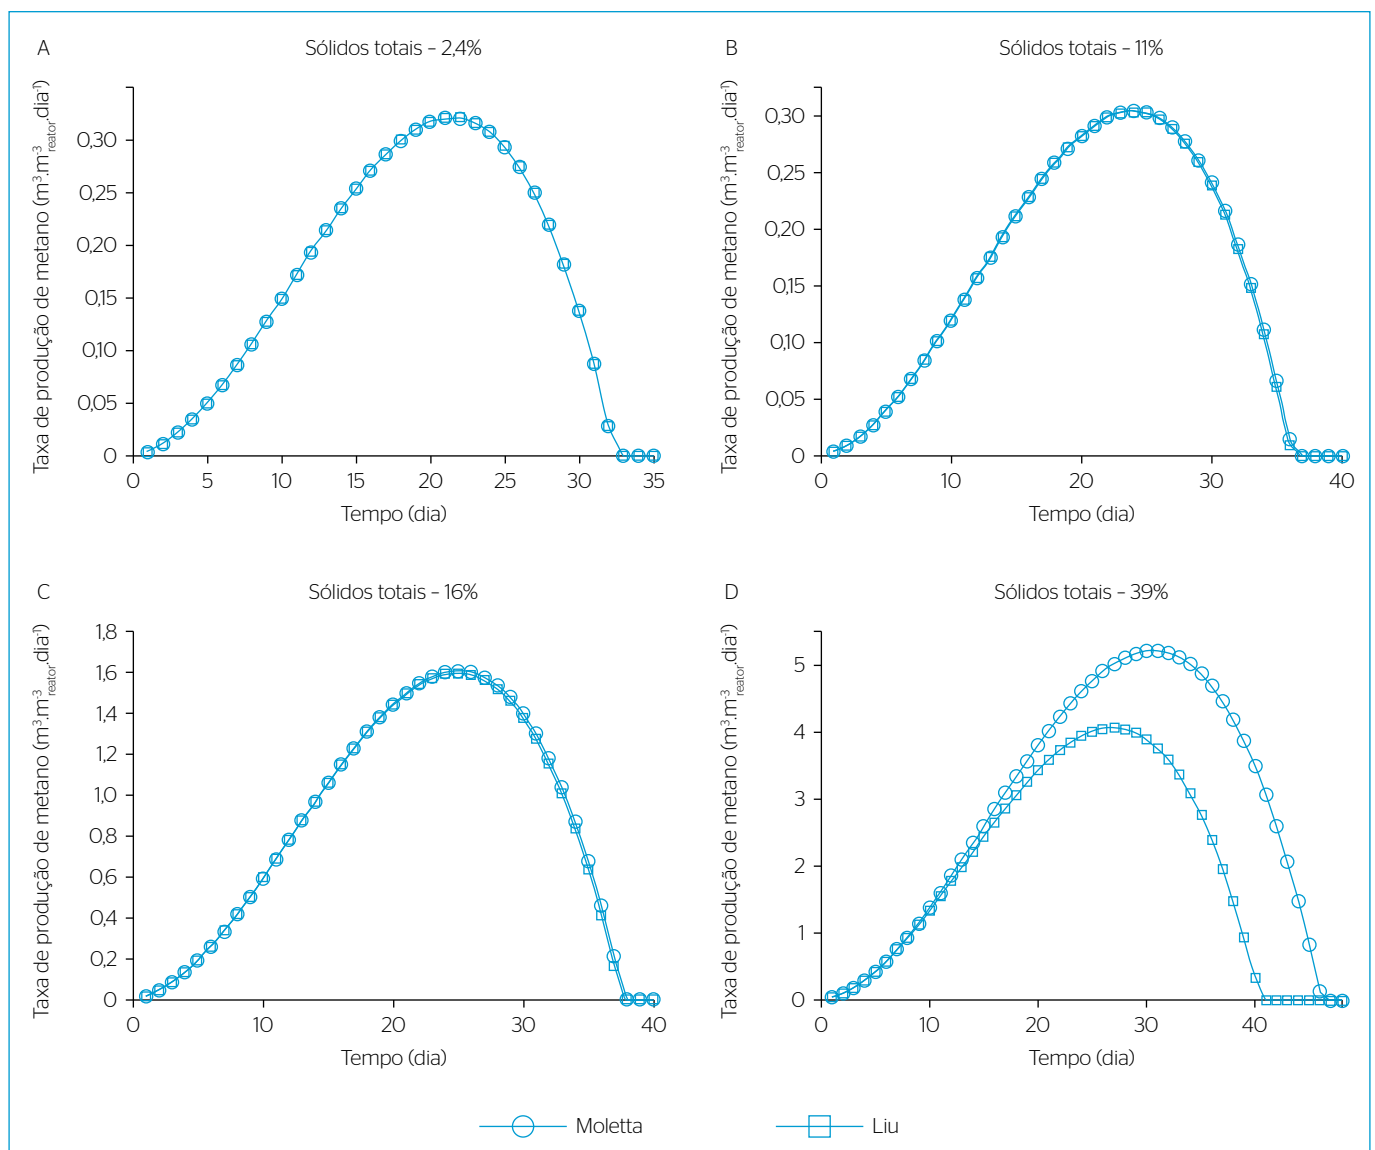 A
Sólidos totais – 2,4%
Taxa de produção de metano (m³.m⁻³reator.dia⁻¹)
0,30
0,25
0,20
0,15
0,10
0,05
0
0 5 10 15 20 25 30 35
Tempo (dia)
B
Sólidos totais – 11%
Taxa de produção de metano (m³.m⁻³reator.dia⁻¹)
0,30
0,25
0,20
0,15
0,10
0,05
0
0 10 20 30 40
Tempo (dia)
C
Sólidos totais – 16%
Taxa de produção de metano (m³.m⁻³reator.dia⁻¹)
1,8
1,6
1,4
1,2
1,0
0,8
0,6
0,4
0,2
0
0 10 20 30 40
Tempo (dia)
D
Sólidos totais – 39%
Taxa de produção de metano (m³.m⁻³reator.dia⁻¹)
5
4
3
2
1
0
0 10 20 30 40
Tempo (dia)
Moletta
Liu